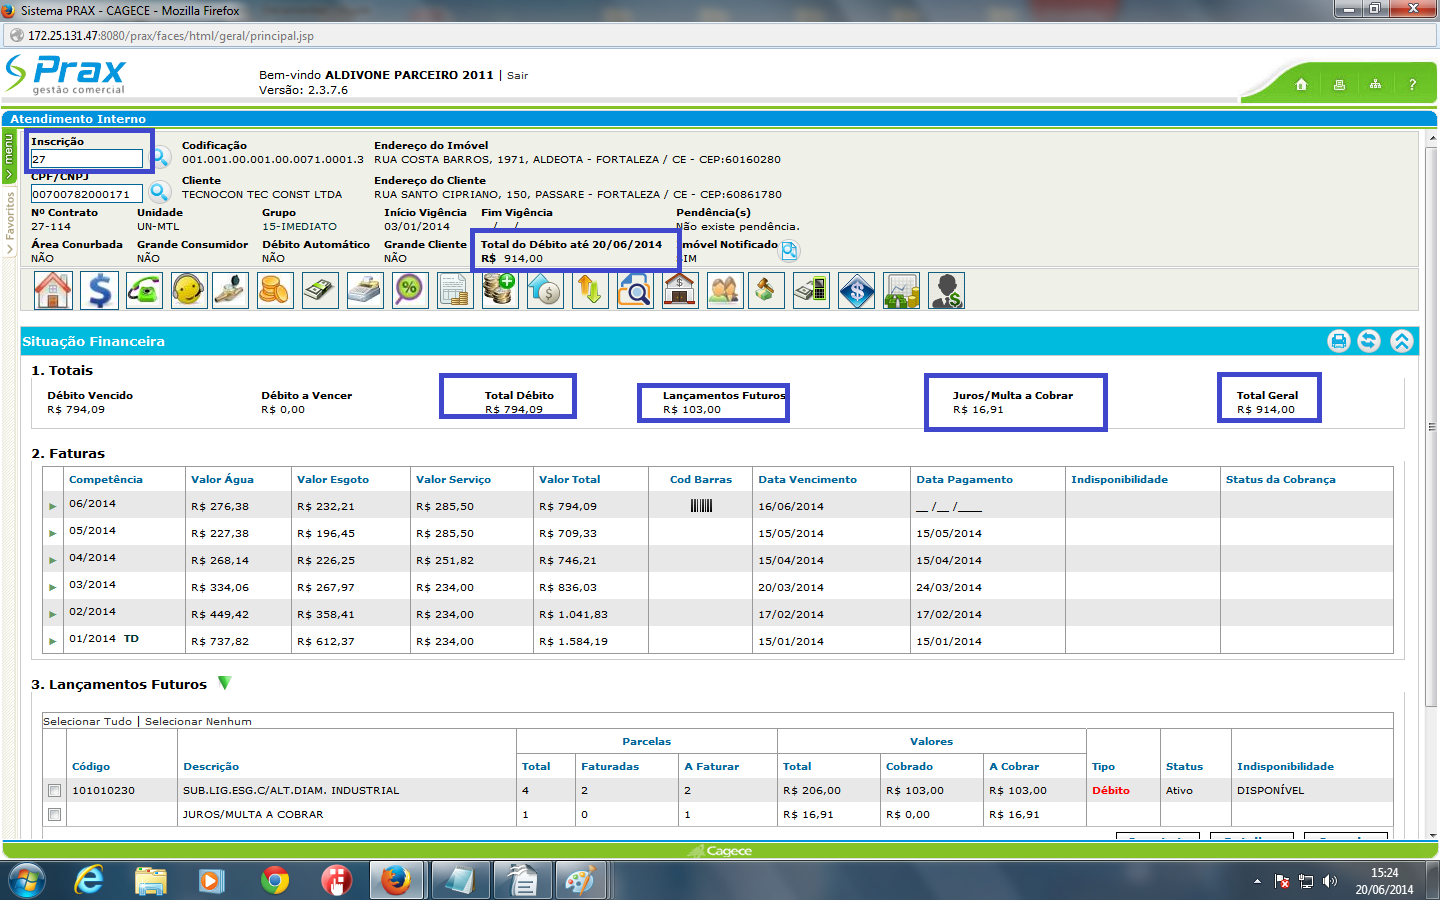 Sistema PRAX - CAGECE - Mozilla Firefox
172.25.131.47:8080/prax/faces/html/geral/principal.jsp
Prax
gestão comercial
Bem-vindo ALDIVONE PARCEIRO 2011 | Sair
Versão: 2.3.7.6
?
Atendimento Interno
menu
Favoritos
Inscrição Codificação Endereço do Imóvel
27 001.001.00.001.00.0071.0001.3 RUA COSTA BARROS, 1971, ALDEOTA - FORTALEZA / CE - CEP:60160280
CPF/CNPJ Cliente Endereço do Cliente
00700782000171 TECNOCON TEC CONST LTDA RUA SANTO CIPRIANO, 150, PASSARE - FORTALEZA / CE - CEP:60861780
Nº Contrato Unidade Grupo Início Vigência Fim Vigência Pendência(s)
27-114 UN-MTL 15-IMEDIATO 03/01/2014 __/__/__ Não existe pendência.
Área Conurbada Grande Consumidor Débito Automático Grande Cliente Total do Débito até 20/06/2014 Imóvel Notificado
NÃO NÃO NÃO NÃO R$ 914,00 SIM
Situação Financeira
1. Totais
Débito Vencido Débito a Vencer Total Débito Lançamentos Futuros Juros/Multa a Cobrar Total Geral
R$ 794,09 R$ 0,00 R$ 794,09 R$ 103,00 R$ 16,91 R$ 914,00
2. Faturas
Competência Valor Água Valor Esgoto Valor Serviço Valor Total Cod Barras Data Vencimento Data Pagamento Indisponibilidade Status da Cobrança
06/2014 R$ 276,38 R$ 232,21 R$ 285,50 R$ 794,09 16/06/2014 __ /__ /____
05/2014 R$ 227,38 R$ 196,45 R$ 285,50 R$ 709,33 15/05/2014 15/05/2014
04/2014 R$ 268,14 R$ 226,25 R$ 251,82 R$ 746,21 15/04/2014 15/04/2014
03/2014 R$ 334,06 R$ 267,97 R$ 234,00 R$ 836,03 20/03/2014 24/03/2014
02/2014 R$ 449,42 R$ 358,41 R$ 234,00 R$ 1.041,83 17/02/2014 17/02/2014
01/2014 TD R$ 737,82 R$ 612,37 R$ 234,00 R$ 1.584,19 15/01/2014 15/01/2014
3. Lançamentos Futuros
Selecionar Tudo | Selecionar Nenhum
Parcelas Valores
Código Descrição Total Faturadas A Faturar Total Cobrado A Cobrar Tipo Status Indisponibilidade
101010230 SUB.LIG.ESG.C/ALT.DIAM. INDUSTRIAL 4 2 2 R$ 206,00 R$ 103,00 R$ 103,00 Débito Ativo DISPONÍVEL
JUROS/MULTA A COBRAR 1 0 1 R$ 16,91 R$ 0,00 R$ 16,91
Cagece
15:24
20/06/2014